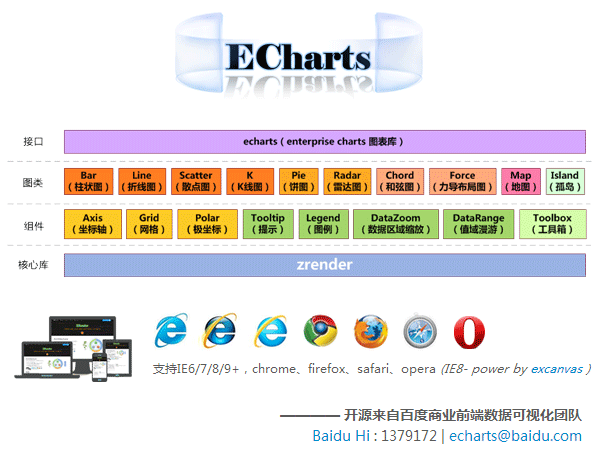 ECharts
接口
echarts（enterprise charts 图表库）
图类
Bar
（柱状图）
Line
（折线图）
Scatter
（散点图）
K
（K线图）
Pie
（饼图）
Radar
（雷达图）
Chord
（和弦图）
Force
（力导布局图）
Map
（地图）
Island
（孤岛）
组件
Axis
（坐标轴）
Grid
（网格）
Polar
（极坐标）
Tooltip
（提示）
Legend
（图例）
DataZoom
（数据区域缩放）
DataRange
（值域漫游）
Toolbox
（工具箱）
核心库
zrender
支持IE6/7/8/9+，chrome、firefox、safari、opera (IE8- power by excanvas )
———— 开源来自百度商业前端数据可视化团队
Baidu Hi : 1379172 | echarts@baidu.com